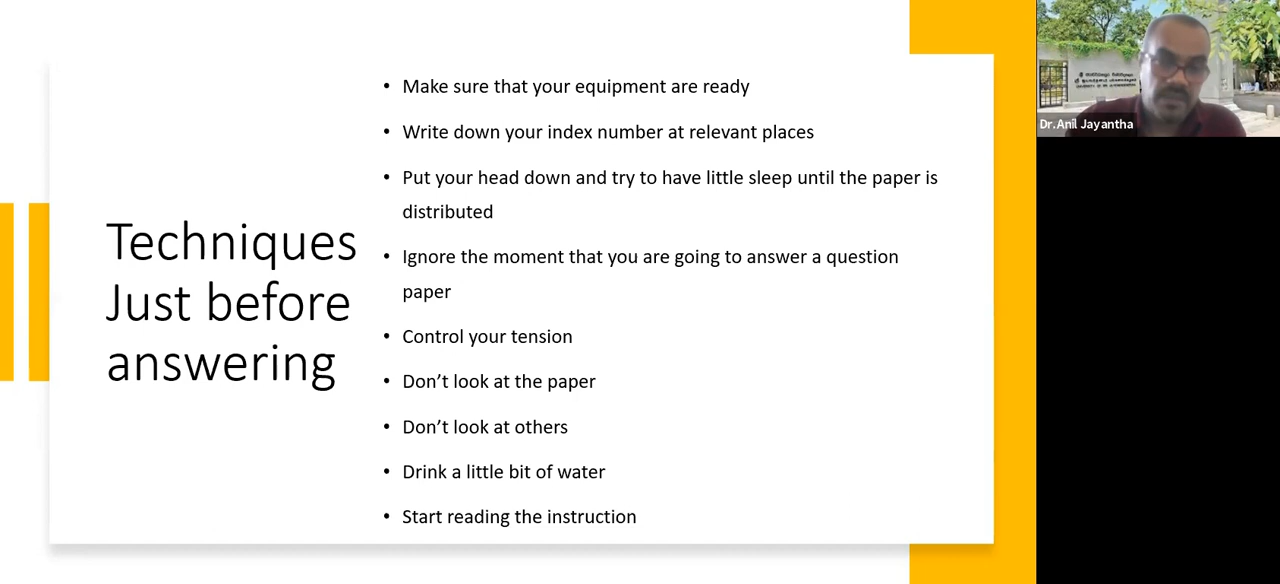 Techniques
Just before
answering
• Make sure that your equipment are ready
• Write down your index number at relevant places
• Put your head down and try to have little sleep until the paper is
distributed
• Ignore the moment that you are going to answer a question
paper
• Control your tension
• Don’t look at the paper
• Don’t look at others
• Drink a little bit of water
• Start reading the instruction
Dr.Anil Jayantha